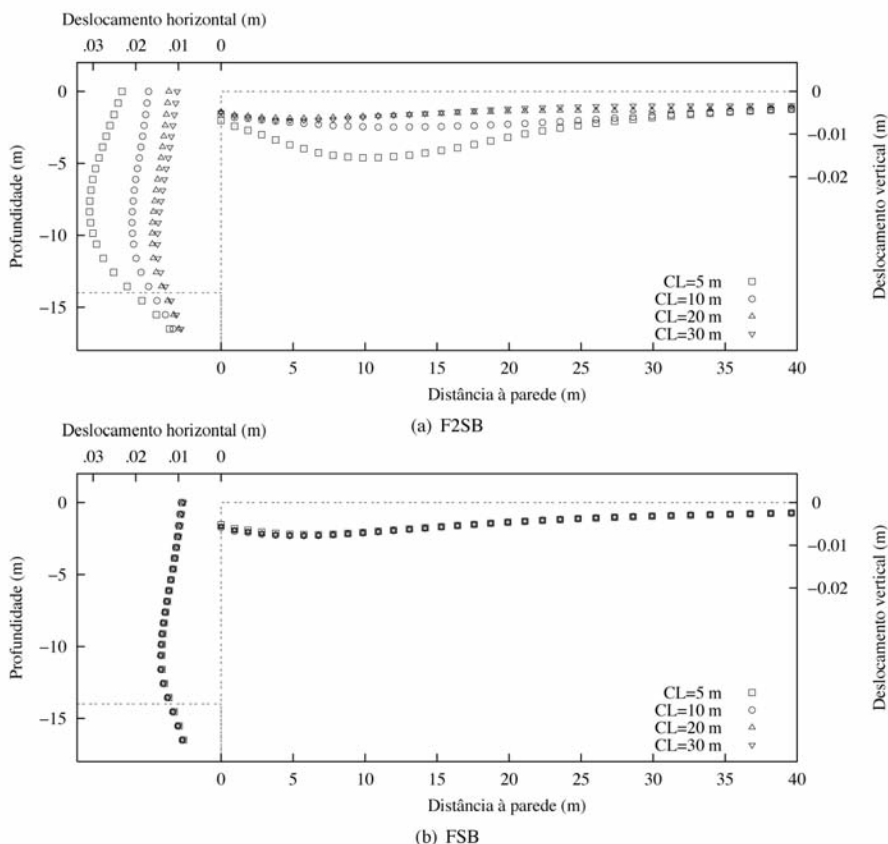 Deslocamento horizontal (m)
.03 .02 .01 0
0
−5
−10
−15
Profundidade (m)
0
−0.01
−0.02
Deslocamento vertical (m)
CL=5 m
CL=10 m
CL=20 m
CL=30 m
0 5 10 15 20 25 30 35 40
Distância à parede (m)
(a) F2SB
Deslocamento horizontal (m)
.03 .02 .01 0
0
−5
−10
−15
Profundidade (m)
0
−0.01
−0.02
Deslocamento vertical (m)
CL=5 m
CL=10 m
CL=20 m
CL=30 m
0 5 10 15 20 25 30 35 40
Distância à parede (m)
(b) FSB